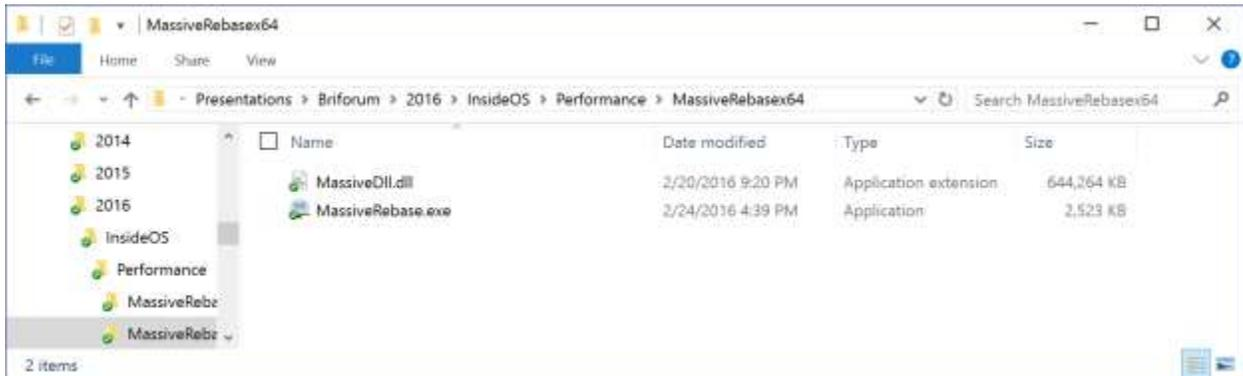 MassiveRebasex64
File Home Share View
Presentations > Briforum > 2016 > InsideOS > Performance > MassiveRebasex64 Search MassiveRebasex64
2014 Name Date modified Type Size
2015 MassiveDll.dll 2/20/2016 9:20 PM Application extension 644,264 KB
2016 MassiveRebase.exe 2/24/2016 4:39 PM Application 2,523 KB
InsideOS
Performance
MassiveReba
MassiveReba
2 items